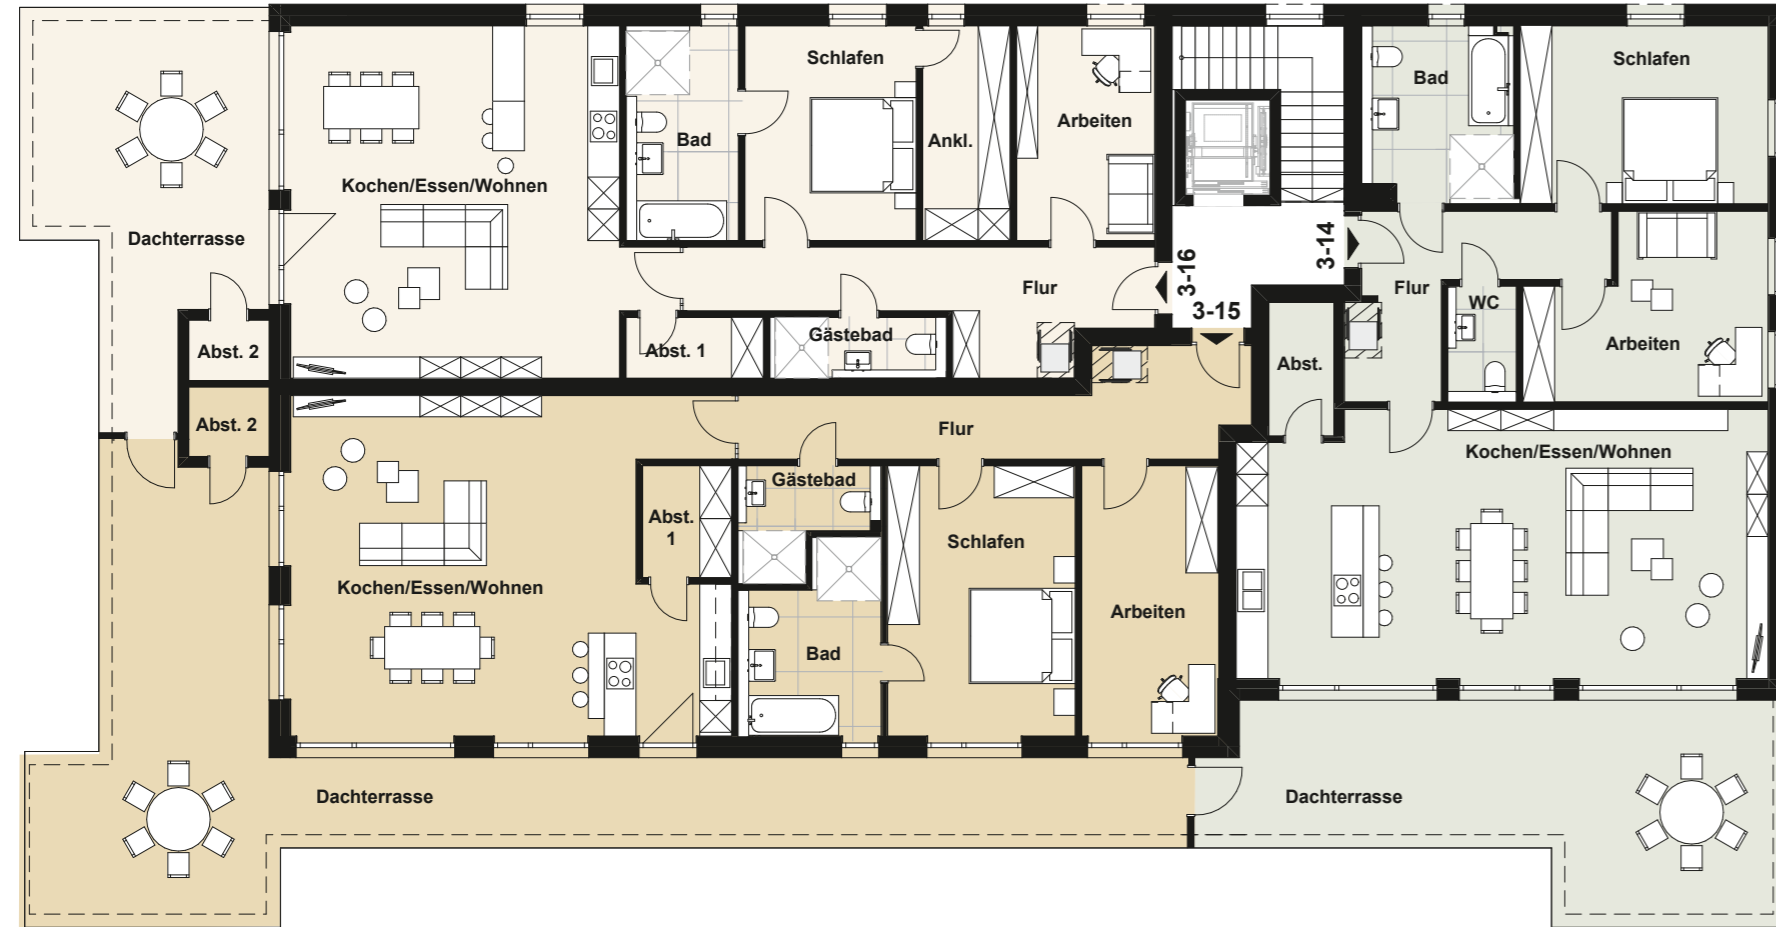 Schlafen
Schlafen
Bad
Arbeiten
Bad
Ankl.
Kochen/Essen/Wohnen
Dachterrasse
3-14
3-16
Flur
Flur
WC
3-15
Gästebad
Abst. 1
Abst. 2
Arbeiten
Abst.
Abst. 2
Flur
Kochen/Essen/Wohnen
Gästebad
Abst.
1
Schlafen
Kochen/Essen/Wohnen
Arbeiten
Bad
Dachterrasse
Dachterrasse